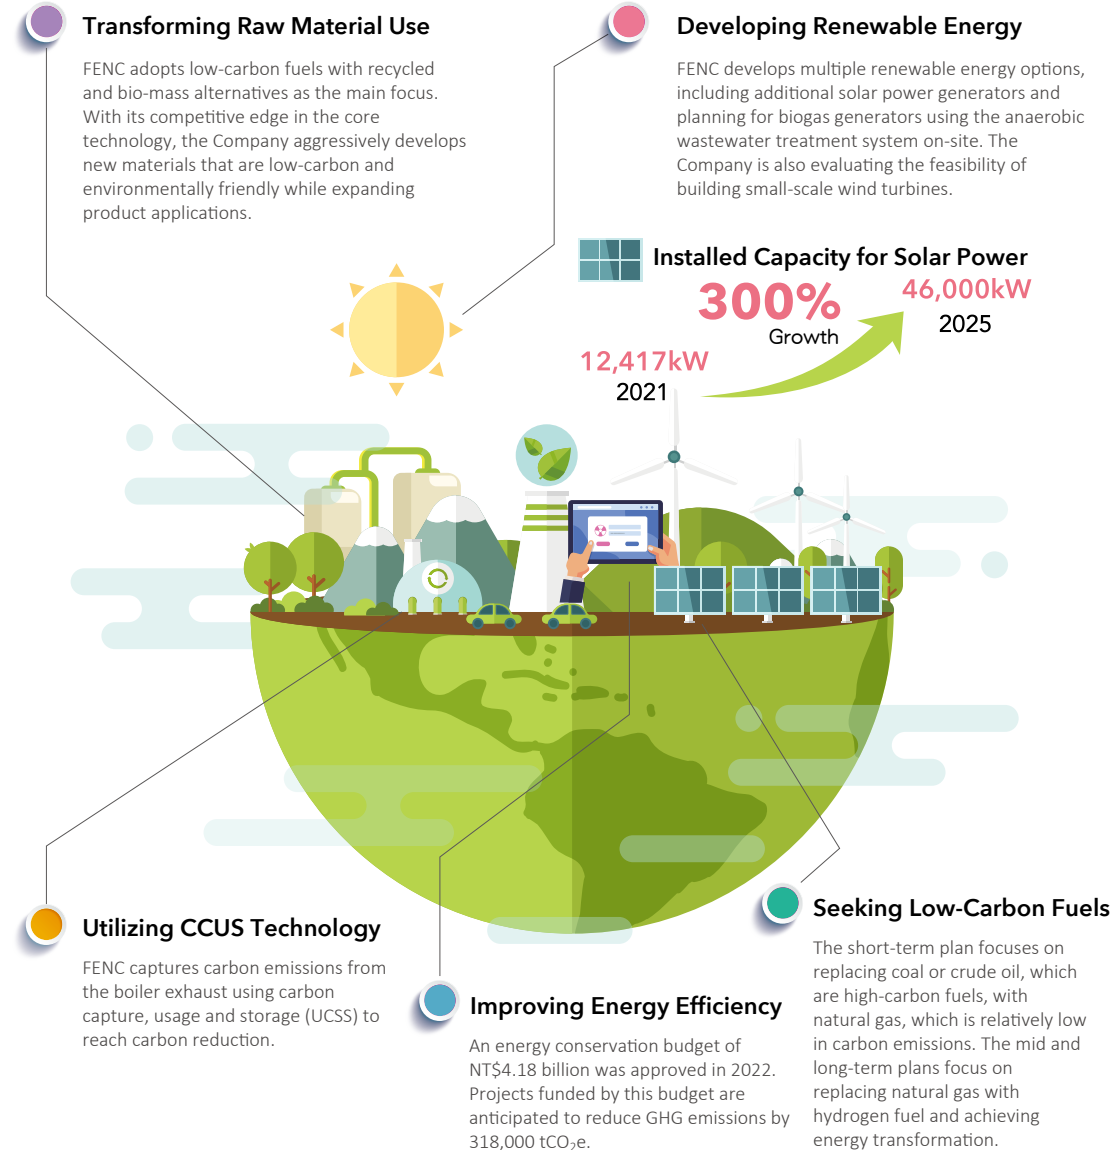 Transforming Raw Material Use
FENC adopts low-carbon fuels with recycled
and bio-mass alternatives as the main focus.
With its competitive edge in the core
technology, the Company aggressively develops
new materials that are low-carbon and
environmentally friendly while expanding
product applications.
Developing Renewable Energy
FENC develops multiple renewable energy options,
including additional solar power generators and
planning for biogas generators using the anaerobic
wastewater treatment system on-site. The
Company is also evaluating the feasibility of
building small-scale wind turbines.
Installed Capacity for Solar Power
300%
Growth
46,000kW
2025
12,417kW
2021
Utilizing CCUS Technology
FENC captures carbon emissions from
the boiler exhaust using carbon
capture, usage and storage (UCSS) to
reach carbon reduction.
Improving Energy Efficiency
An energy conservation budget of
NT$4.18 billion was approved in 2022.
Projects funded by this budget are
anticipated to reduce GHG emissions by
318,000 tCO₂e.
Seeking Low-Carbon Fuels
The short-term plan focuses on
replacing coal or crude oil, which
are high-carbon fuels, with
natural gas, which is relatively low
in carbon emissions. The mid and
long-term plans focus on
replacing natural gas with
hydrogen fuel and achieving
energy transformation.